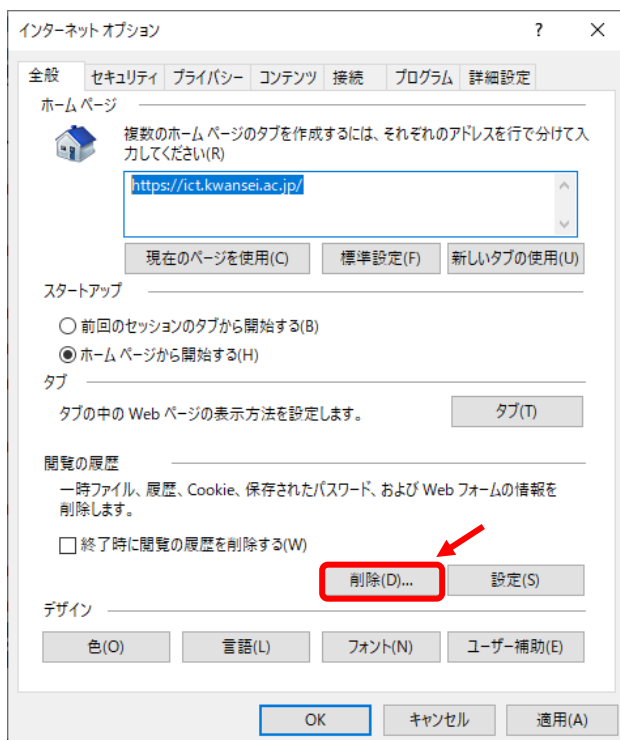 インターネット オプション ? ×
全般 セキュリティ プライバシー コンテンツ 接続 プログラム 詳細設定
ホーム ページ
複数のホーム ページのタブを作成するには、それぞれのアドレスを行で分けて入
力してください(R)
https://ict.kwansei.ac.jp/
現在のページを使用(C) 標準設定(F) 新しいタブの使用(U)
スタートアップ
前回のセッションのタブから開始する(B)
ホーム ページから開始する(H)
タブ
タブの中の Web ページの表示方法を設定します。 タブ(T)
閲覧の履歴
一時ファイル、履歴、Cookie、保存されたパスワード、および Web フォームの情報を
削除します。
終了時に閲覧の履歴を削除する(W)
削除(D)... 設定(S)
デザイン
色(O) 言語(L) フォント(N) ユーザー補助(E)
OK キャンセル 適用(A)